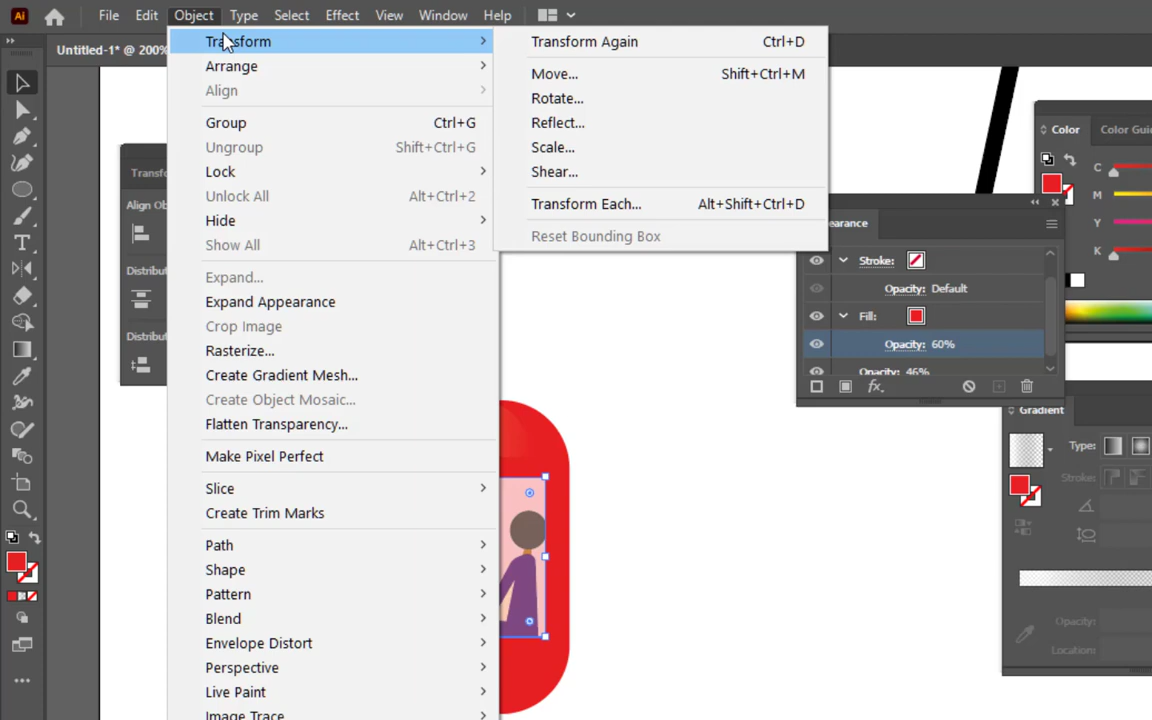 Ai File Edit Object Type Select Effect View Window Help
Untitled-1* @ 200%
Transform
Arrange
Align
Group Ctrl+G
Ungroup Shift+Ctrl+G
Lock
Unlock All Alt+Ctrl+2
Hide
Show All Alt+Ctrl+3
Expand...
Expand Appearance
Crop Image
Rasterize...
Create Gradient Mesh...
Create Object Mosaic...
Flatten Transparency...
Make Pixel Perfect
Slice
Create Trim Marks
Path
Shape
Pattern
Blend
Envelope Distort
Perspective
Live Paint
Image Trace
Transform Again Ctrl+D
Move... Shift+Ctrl+M
Rotate...
Reflect...
Scale...
Shear...
Transform Each... Alt+Shift+Ctrl+D
Reset Bounding Box
Transfo
Align Ob
Distribut
Distribut
earance
Stroke:
Opacity: Default
Fill:
Opacity: 60%
Opacity: 46%
fx
Color Color Gui
C
M
Y
K
Gradient
Type:
Stroke:
Opacity:
Location: